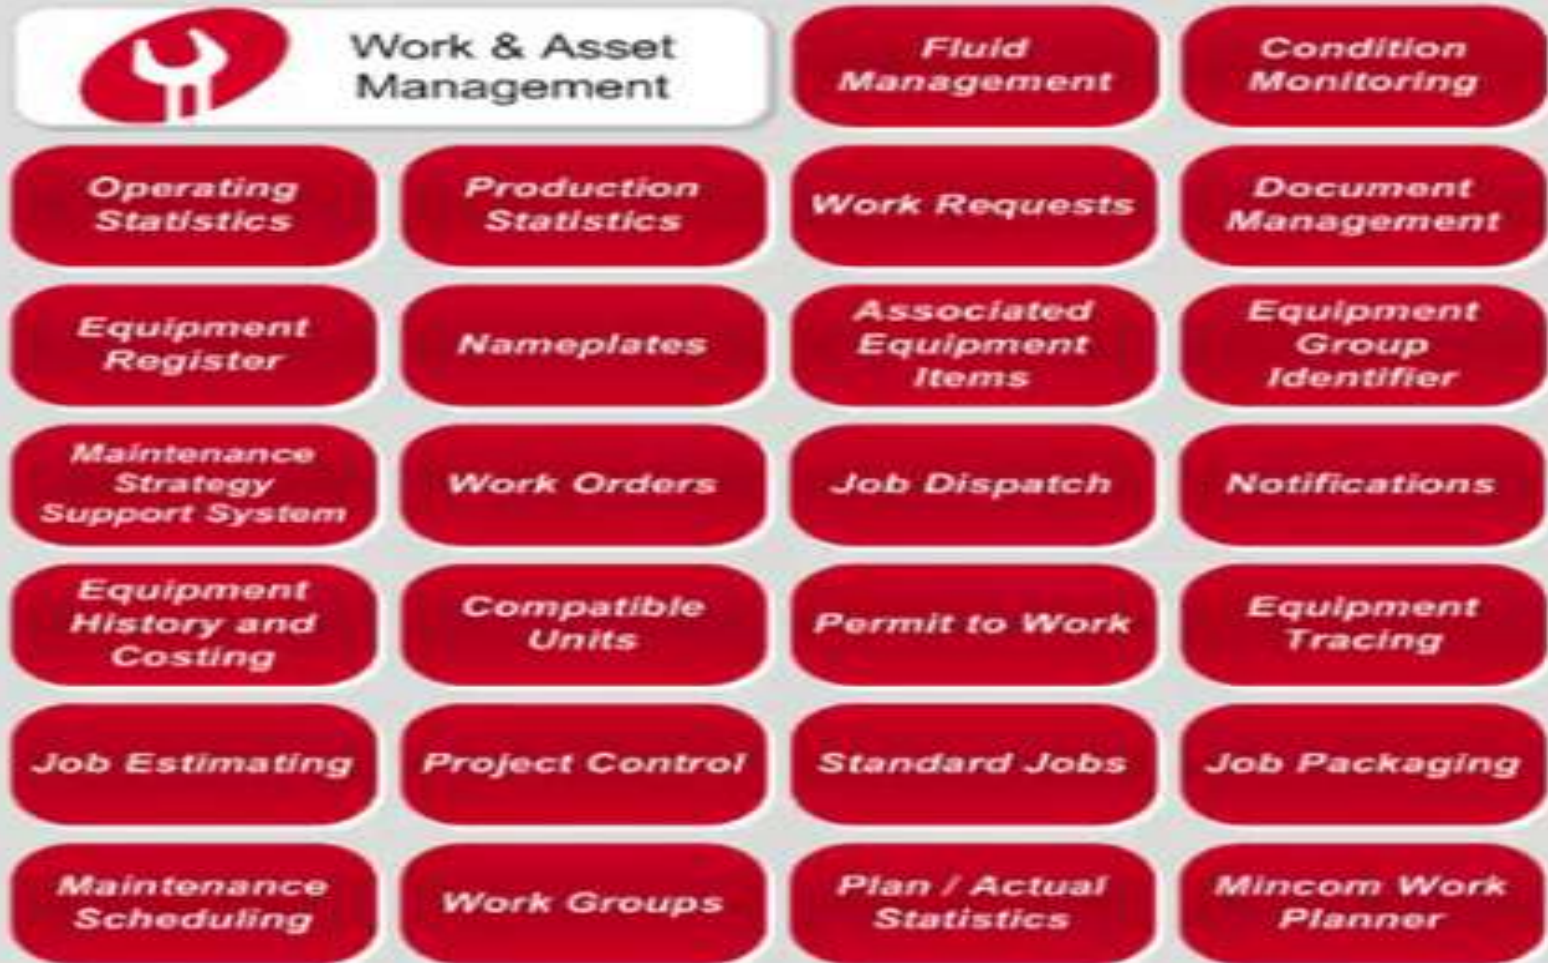 Work & Asset
Management
Fluid
Management
Condition
Monitoring
Operating
Statistics
Production
Statistics
Work Requests
Document
Management
Equipment
Register
Nameplates
Associated
Equipment
Items
Equipment
Group
Identifier
Maintenance
Strategy
Support System
Work Orders
Job Dispatch
Notifications
Equipment
History and
Costing
Compatible
Units
Permit to Work
Equipment
Tracing
Job Estimating
Project Control
Standard Jobs
Job Packaging
Maintenance
Scheduling
Work Groups
Plan / Actual
Statistics
Mincom Work
Planner